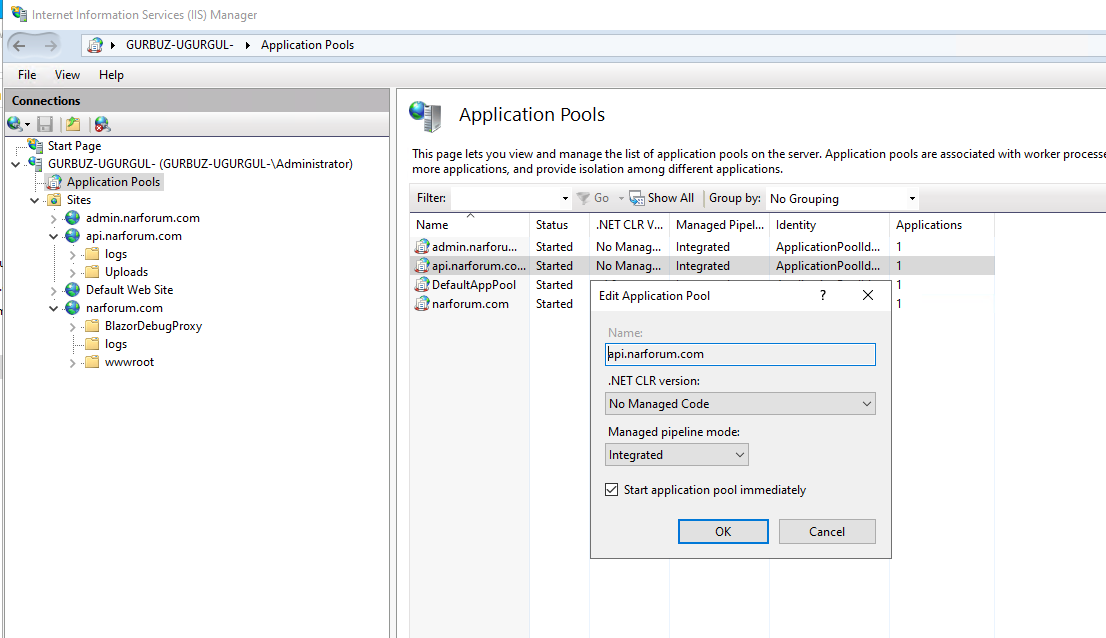 Internet Information Services (IIS) Manager
GURBUZ-UGURGUL- Application Pools
File View Help
Connections
Start Page
GURBUZ-UGURGUL- (GURBUZ-UGURGUL-\Administrator)
Application Pools
Sites
admin.narforum.com
api.narforum.com
logs
Uploads
Default Web Site
narforum.com
BlazorDebugProxy
logs
wwwroot
Application Pools
This page lets you view and manage the list of application pools on the server. Application pools are associated with worker processe
more applications, and provide isolation among different applications.
Filter: Go Show All Group by: No Grouping
Name Status .NET CLR V... Managed Pipel... Identity Applications
admin.narforu... Started No Manag... Integrated ApplicationPoolId... 1
api.narforum.co... Started No Manag... Integrated ApplicationPoolId... 1
DefaultAppPool Started 1
narforum.com Started 1
Edit Application Pool ?
Name:
api.narforum.com
.NET CLR version:
No Managed Code
Managed pipeline mode:
Integrated
Start application pool immediately
OK Cancel